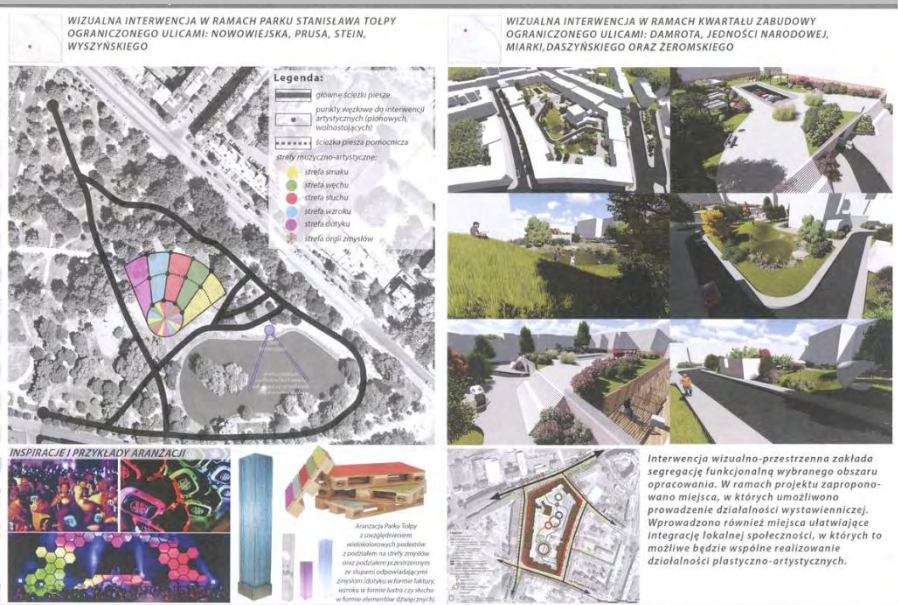 WIZUALNA INTERWENCJA W RAMACH PARKU STANISŁAWA TOŁPY
OGRANICZONEGO ULICAMI: NOWOWIEJSKA, PRUSA, STEIN,
WYSZYŃSKIEGO
Legenda:
główne ścieżki piesze
punkty węzłowe do interwencji
artystycznych (pionowych,
wolnostojących)
ścieżka piesza pomocnicza
strefy muzyczno-artystyczne:
strefa smaku
strefa węchu
strefa słuchu
strefa wzroku
strefa dotyku
strefa orgii zmysłów
INSPIRACJE I PRZYKŁADY ARANŻACJI
Aranżacja Parku Tołpy
z uwzględnieniem
wielokolorowych podestów
z podziałem na strefy zmysłów
oraz podziałem przestrzennym
ze słupami odpowiadającymi
zmysłom (dotyku w formie faktury,
wzroku w formie lustra czy słuchu
w formie elementów dźwięcznych).
WIZUALNA INTERWENCJA W RAMACH KWARTAŁU ZABUDOWY
OGRANICZONEGO ULICAMI: DAMROTA, JEDNOŚCI NARODOWEJ,
MIARKI,DASZYŃSKIEGO ORAZ ŻEROMSKIEGO
Interwencja wizualno-przestrzenna zakłada
segregację funkcjonalną wybranego obszaru
opracowania. W ramach projektu zapropono-
wano miejsca, w których umożliwono
prowadzenie działalności wystawienniczej.
Wprowadzono również miejsca ułatwiające
integrację lokalnej społeczności, w których to
możliwe będzie wspólne realizowanie
działalności plastyczno-artystycznych.